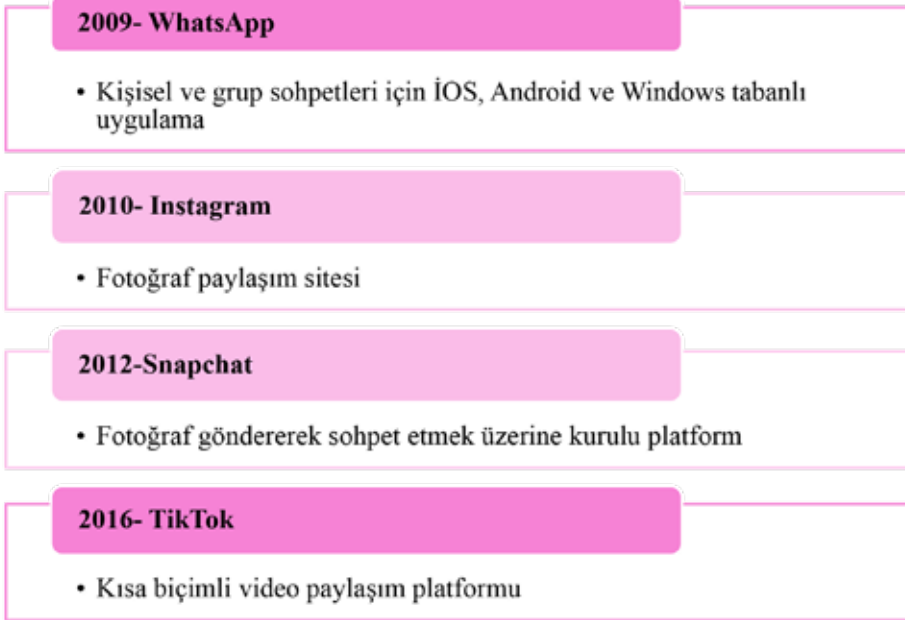 2009- WhatsApp
• Kişisel ve grup sohpetleri için İOS, Android ve Windows tabanlı
uygulama
2010- Instagram
• Fotoğraf paylaşım sitesi
2012-Snapchat
• Fotoğraf göndererek sohpet etmek üzerine kurulu platform
2016- TikTok
• Kısa biçimli video paylaşım platformu